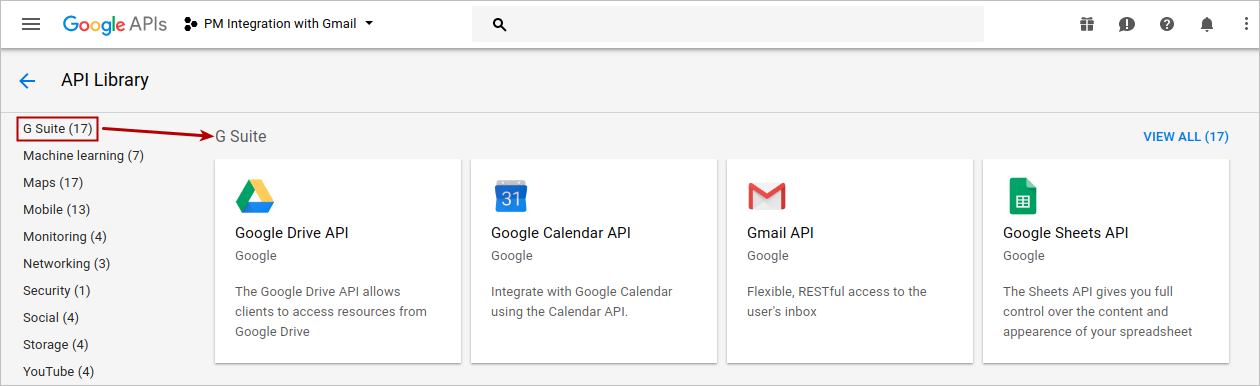 Google APIs PM Integration with Gmail
API Library
G Suite (17)
Machine learning (7)
Maps (17)
Mobile (13)
Monitoring (4)
Networking (3)
Security (1)
Social (4)
Storage (4)
YouTube (4)
G Suite
VIEW ALL (17)
Google Drive API
Google
The Google Drive API allows
clients to access resources from
Google Drive
31
Google Calendar API
Google
Integrate with Google Calendar
using the Calendar API.
Gmail API
Google
Flexible, RESTful access to the
user's inbox
Google Sheets API
Google
The Sheets API gives you full
control over the content and
appearence of your spreadsheet